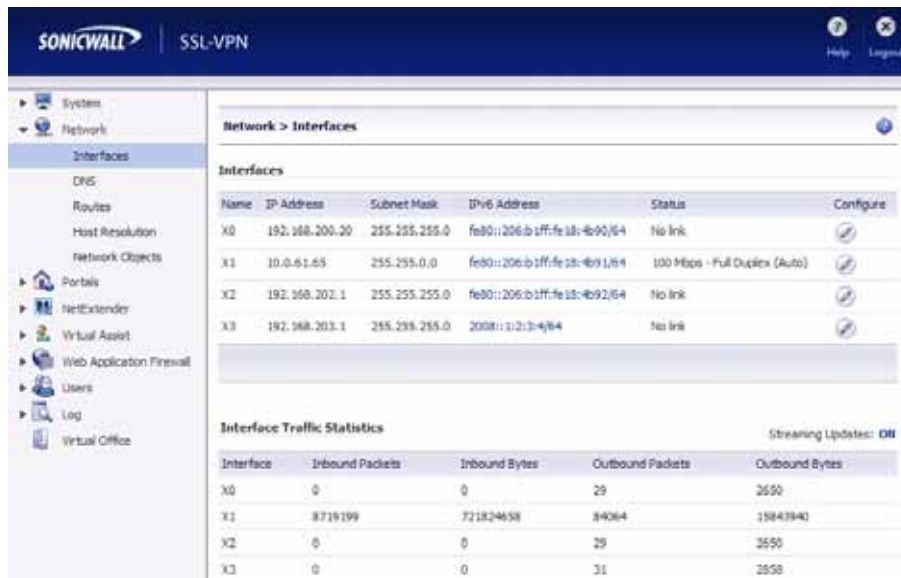 SONICWALL SSL-VPN
Help Logout
System
Network
Interfaces
DNS
Routes
Host Resolution
Network Objects
Portals
NetExtender
Virtual Assist
Web Application Firewall
Users
Log
Virtual Office
Network > Interfaces
Interfaces
Name IP Address Subnet Mask IPv6 Address Status Configure
X0 192.168.200.20 255.255.255.0 fe80::206:b1ff:fe18:4b90/64 No link
X1 10.0.61.65 255.255.0.0 fe80::206:b1ff:fe18:4b91/64 100 Mbps - Full Duplex (Auto)
X2 192.168.202.1 255.255.255.0 fe80::206:b1ff:fe18:4b92/64 No link
X3 192.168.203.1 255.255.255.0 2008::1:2:3:4/64 No link
Interface Traffic Statistics
Streaming Updates: ON
Interface Inbound Packets Inbound Bytes Outbound Packets Outbound Bytes
X0 0 0 29 2650
X1 8719199 721824658 84064 15843940
X2 0 0 29 2650
X3 0 0 31 2858